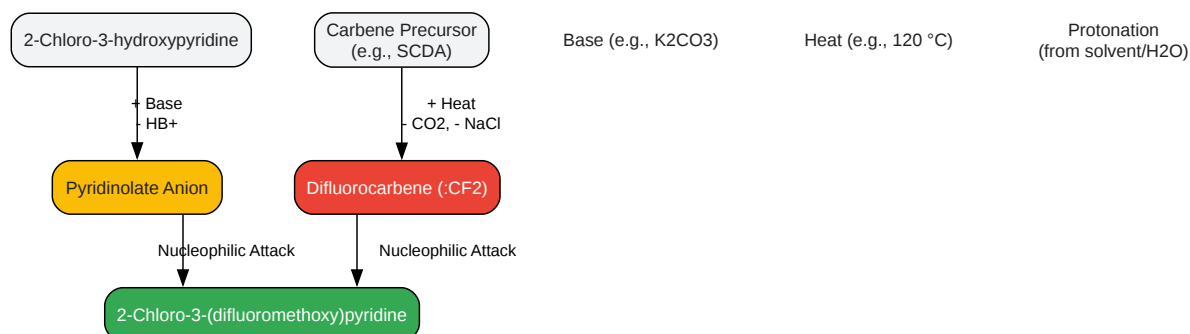 2-Chloro-3-hydroxypyridine
Carbene Precursor
(e.g., SCDA)
Base (e.g., K2CO3)
Heat (e.g., 120 °C)
Protonation
(from solvent/H2O)
+ Base
- HB+
+ Heat
- CO2, - NaCl
Pyridinolate Anion
Difluorocarbene (:CF2)
Nucleophilic Attack
Nucleophilic Attack
2-Chloro-3-(difluoromethoxy)pyridine